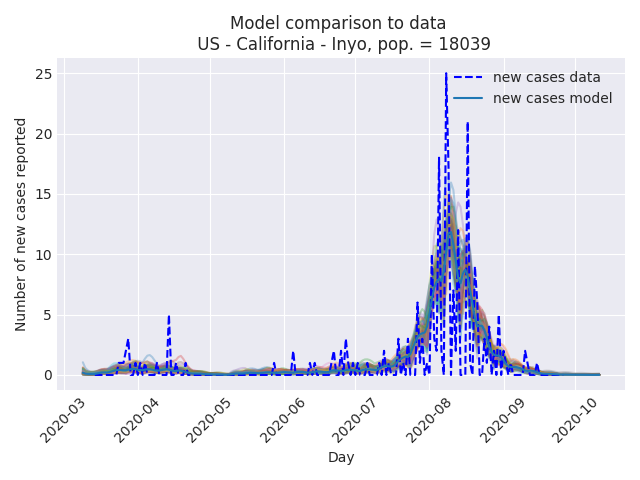 Model comparison to data
US - California - Inyo, pop. = 18039
new cases data
new cases model
Number of new cases reported
25
20
15
10
5
0
2020-03
2020-04
2020-05
2020-06
2020-07
2020-08
2020-09
2020-10
Day